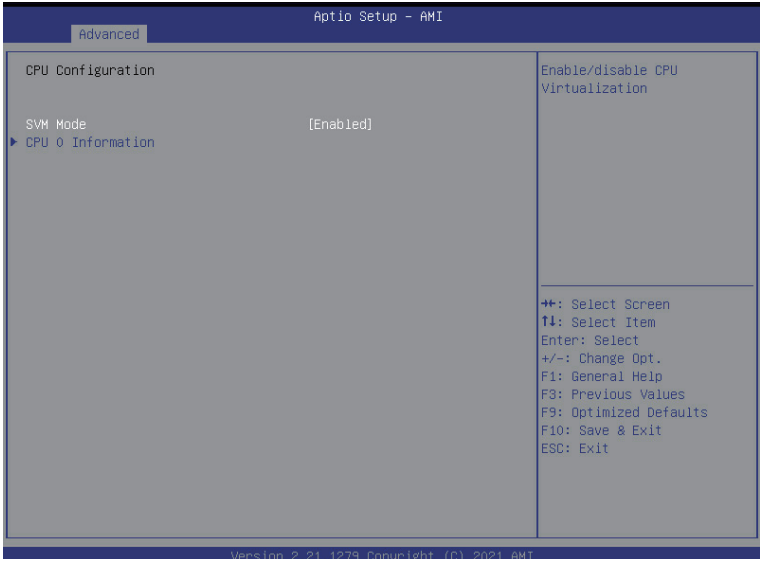 Aptio Setup – AMI
Advanced
CPU Configuration
SVM Mode [Enabled]
CPU 0 Information
Enable/disable CPU
Virtualization
→←: Select Screen
↑↓: Select Item
Enter: Select
+/-: Change Opt.
F1: General Help
F3: Previous Values
F9: Optimized Defaults
F10: Save & Exit
ESC: Exit
Version 2.21.1279 Copyright (C) 2021 AMI